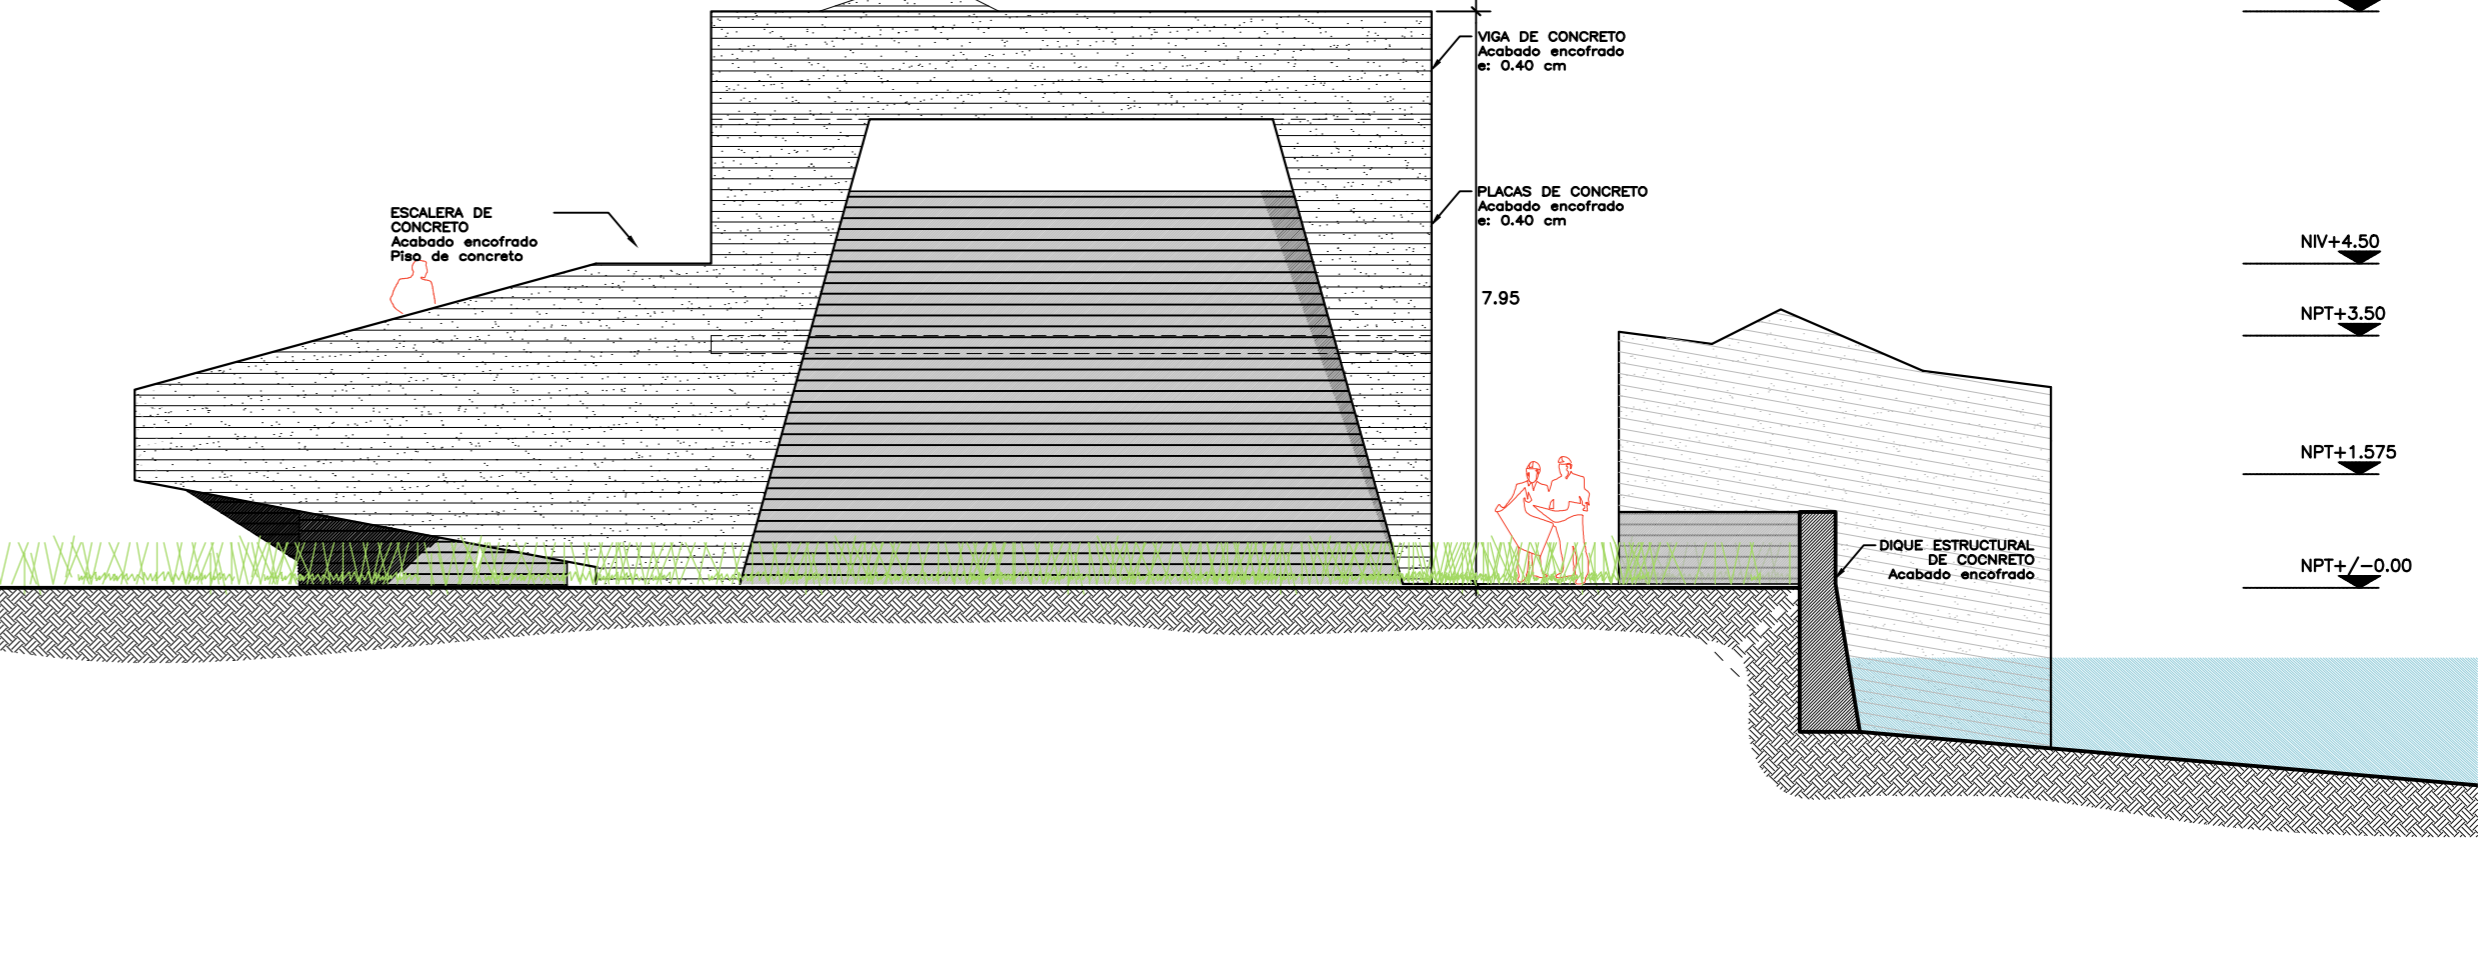 VIGA DE CONCRETO
Acabado encofrado
e: 0.40 cm
PLACAS DE CONCRETO
Acabado encofrado
e: 0.40 cm
ESCALERA DE
CONCRETO
Acabado encofrado
Piso de concreto
NIV+4.50
7.95
NPT+3.50
NPT+1.575
DIQUE ESTRUCTURAL
DE COCNRETO
Acabado encofrado
NPT+/-0.00